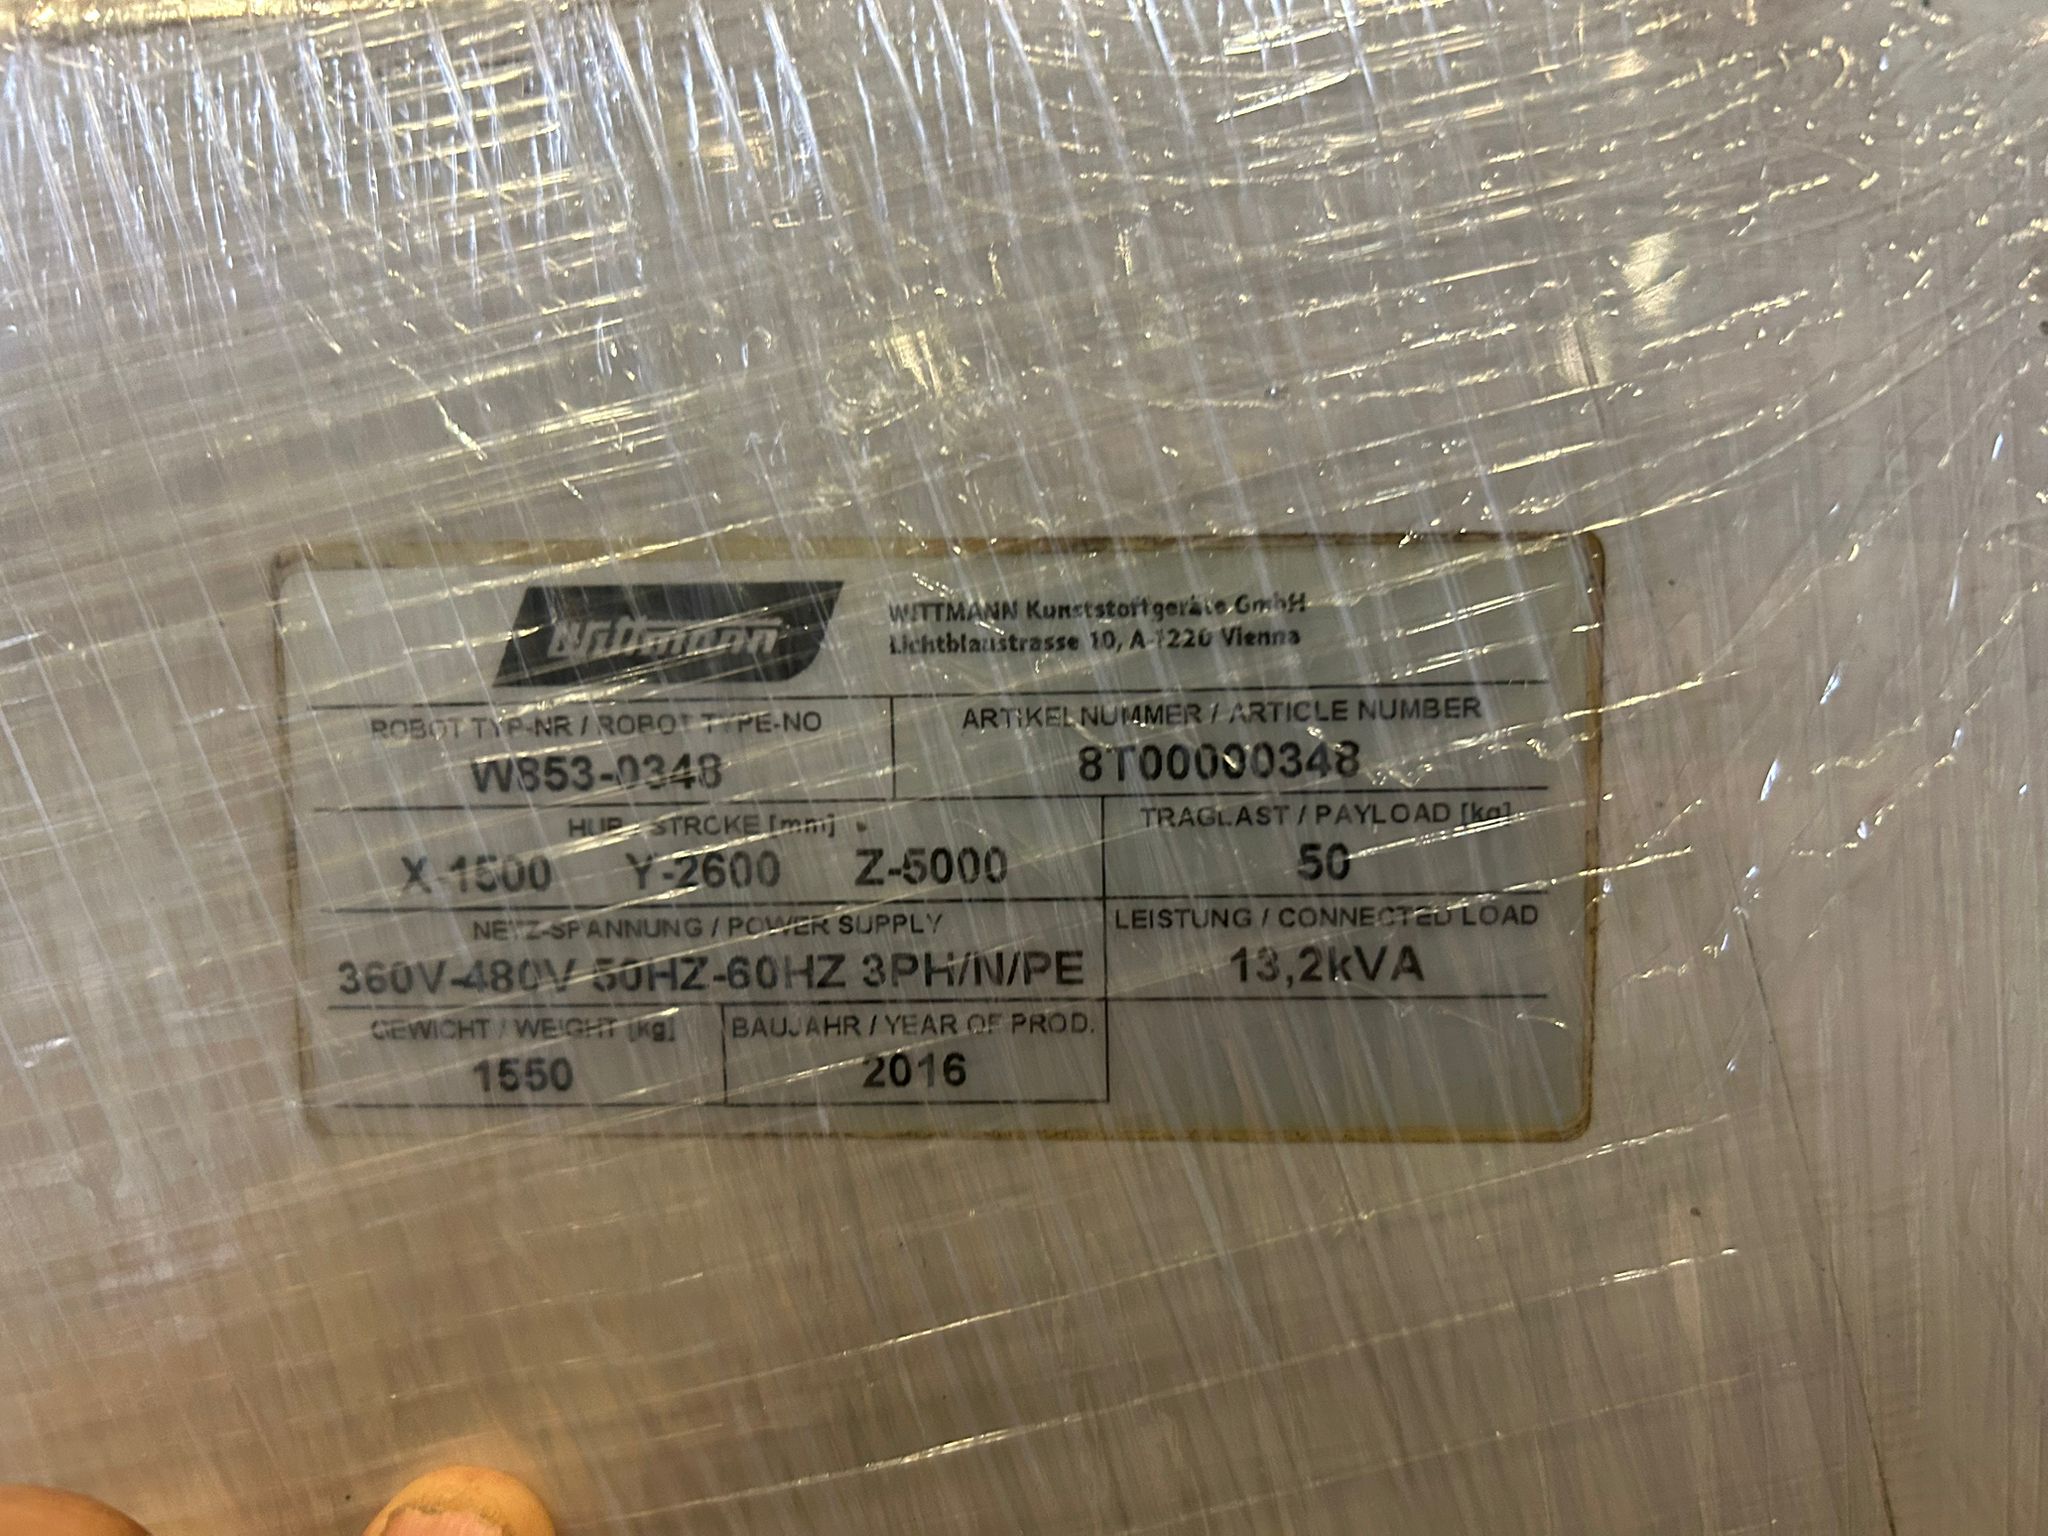 Wittmann
WITTMANN Kunststoffgeräte GmbH
Lichtblaustrasse 10, A-1220 Vienna
ROBOT TYP-NR / ROBOT TYPE-NO
W853-0348
ARTIKELNUMMER / ARTICLE NUMBER
8T00000348
HUB / STROKE [mm]
X-1500 Y-2600 Z-5000
TRAGLAST / PAYLOAD [kg]
50
NETZ-SPANNUNG / POWER SUPPLY
360V-480V 50HZ-60HZ 3PH/N/PE
LEISTUNG / CONNECTED LOAD
13,2kVA
GEWICHT / WEIGHT [kg]
1550
BAUJAHR / YEAR OF PROD.
2016